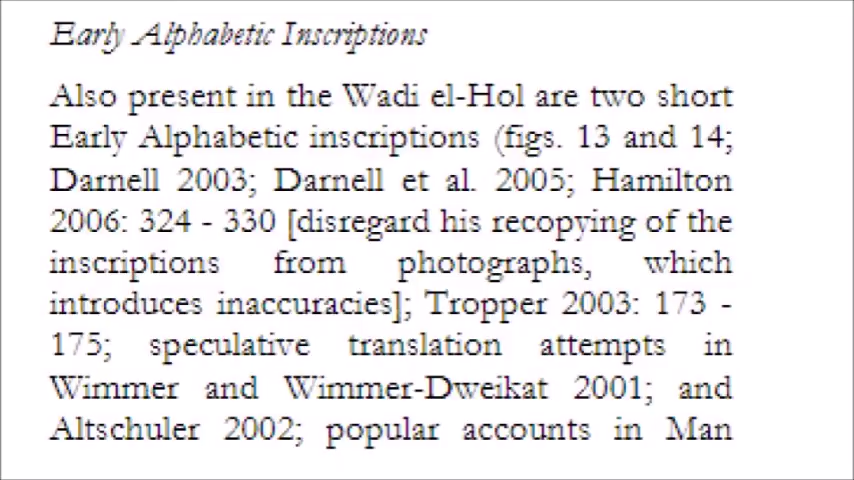 Early Alphabetic Inscriptions
Also present in the Wadi el-Hol are two short
Early Alphabetic inscriptions (figs. 13 and 14;
Darnell 2003; Darnell et al. 2005; Hamilton
2006: 324 - 330 [disregard his recopying of the
inscriptions from photographs, which
introduces inaccuracies]; Tropper 2003: 173 -
175; speculative translation attempts in
Wimmer and Wimmer-Dweikat 2001; and
Altschuler 2002; popular accounts in Man